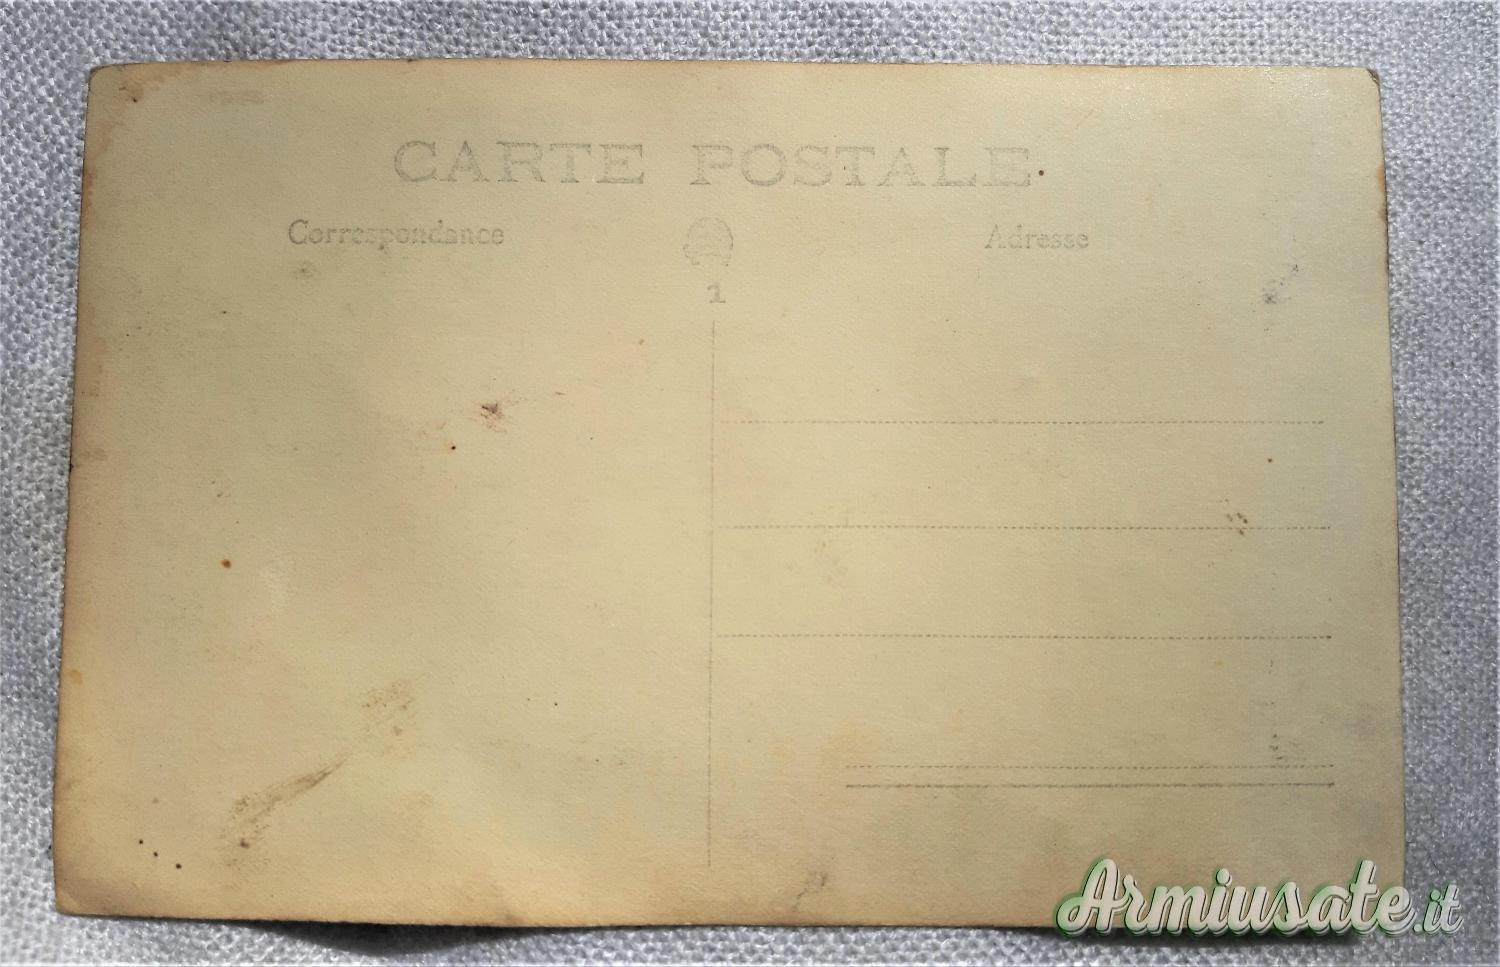 CARTE POSTALE
Correspondance
Adresse
1
Armiusate.it